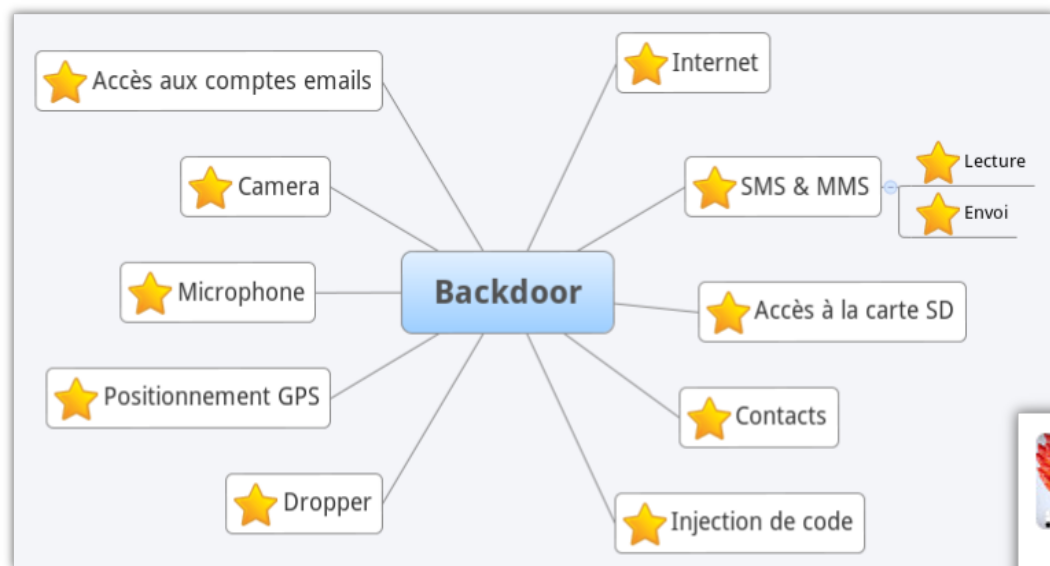 Accès aux comptes emails
Internet
Camera
SMS & MMS
Lecture
Envoi
Microphone
Backdoor
Accès à la carte SD
Positionnement GPS
Contacts
Dropper
Injection de code